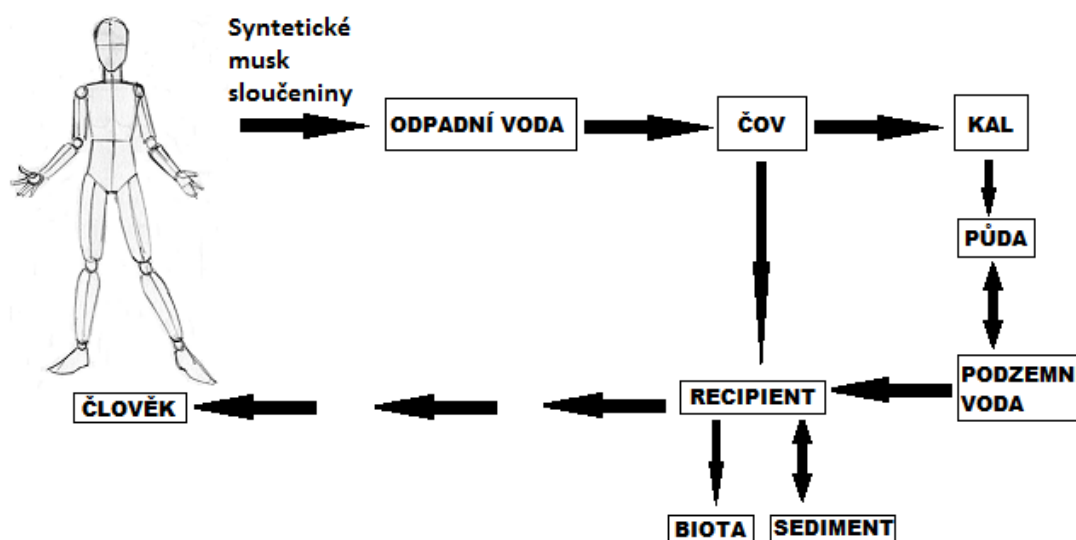 Syntetické
musk
sloučeniny
ODPADNÍ VODA
ČOV
KAL
PŮDA
PODZEMN
VODA
RECIPIENT
ČLOVĚK
BIOTA
SEDIMENT